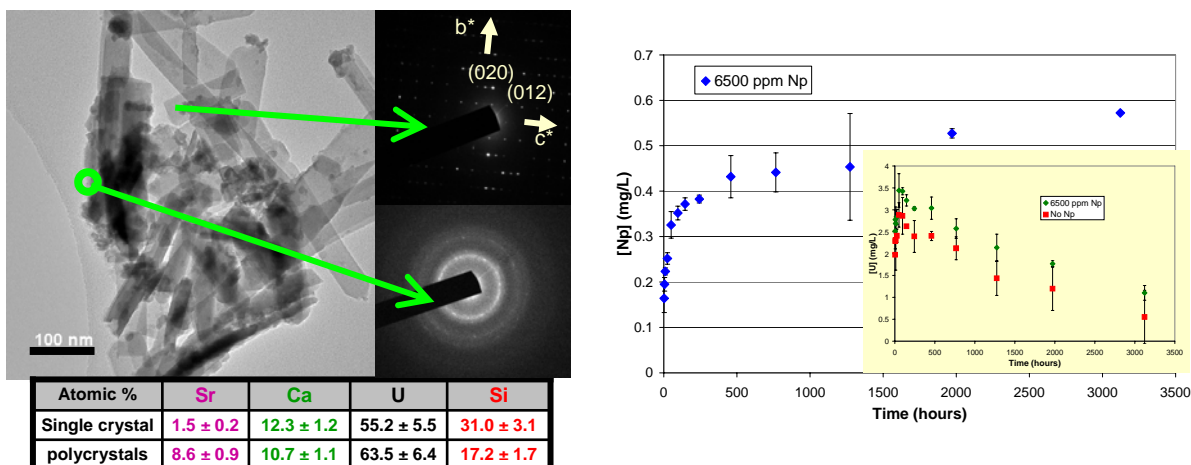 b*
(020)
(012)
c*
100 nm
Atomic % Sr Ca U Si
Single crystal 1.5 ± 0.2 12.3 ± 1.2 55.2 ± 5.5 31.0 ± 3.1
polycrystals 8.6 ± 0.9 10.7 ± 1.1 63.5 ± 6.4 17.2 ± 1.7
0.7
0.6
0.5
0.4
0.3
0.2
0.1
0
[Np] (mg/L)
6500 ppm Np
0 500 1000 1500 2000 2500 3000 3500
Time (hours)
4
3.5
3
2.5
2
1.5
1
0.5
0
[U] (mg/L)
6500 ppm Np
No Np
0 500 1000 1500 2000 2500 3000 3500
Time (hours)